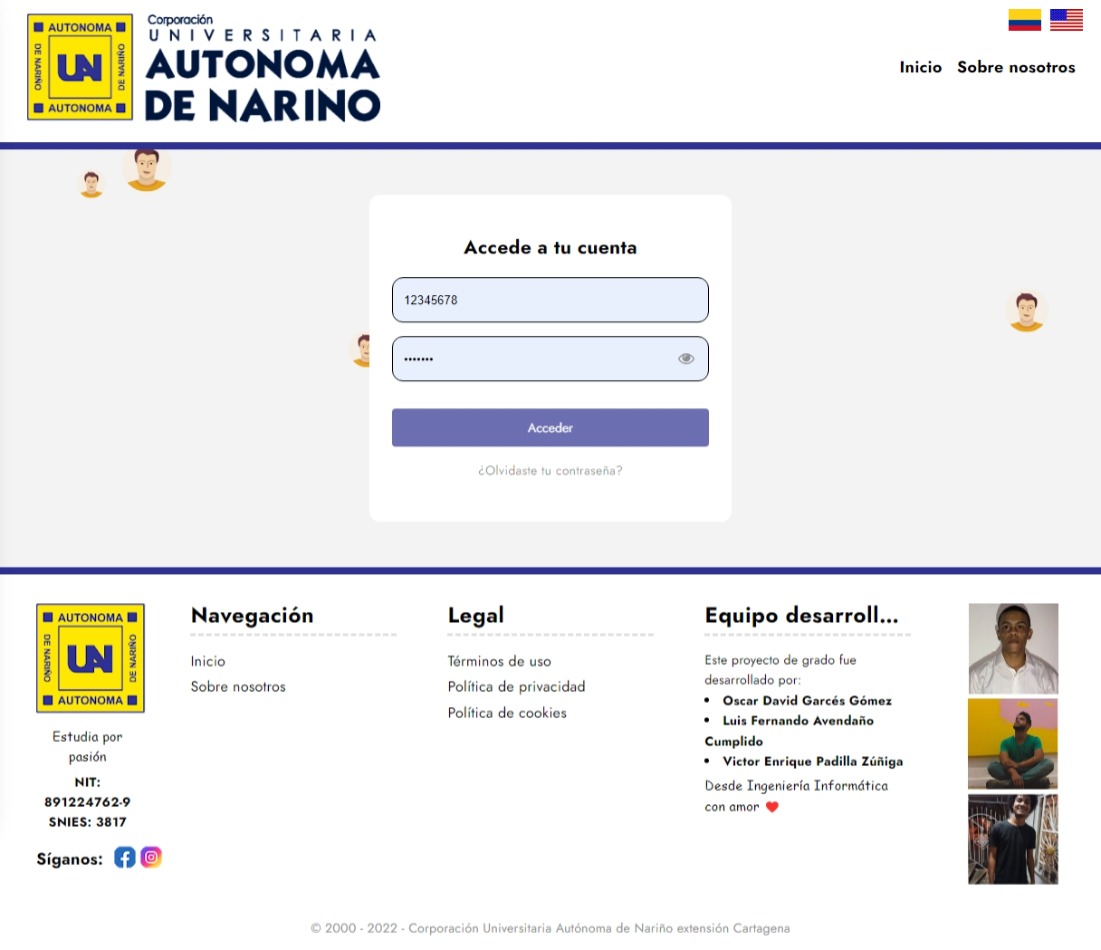 AUTONOMA
DE NARIÑO
UAN
DE NARIÑO
AUTONOMA
Corporación
UNIVERSITARIA
AUTONOMA
DE NARINO
Inicio Sobre nosotros
Accede a tu cuenta
12345678
•••••••
Acceder
¿Olvidaste tu contraseña?
AUTONOMA
DE NARIÑO
UAN
DE NARIÑO
AUTONOMA
Estudia por
pasión
NIT:
891224762-9
SNIES: 3817
Síganos:
Navegación
Inicio
Sobre nosotros
Legal
Términos de uso
Política de privacidad
Política de cookies
Equipo desarroll...
Este proyecto de grado fue
desarrollado por:
• Oscar David Garcés Gómez
• Luis Fernando Avendaño
Cumplido
• Victor Enrique Padilla Zúñiga
Desde Ingeniería Informática
con amor ❤️
© 2000 - 2022 - Corporación Universitaria Autónoma de Nariño extensión Cartagena